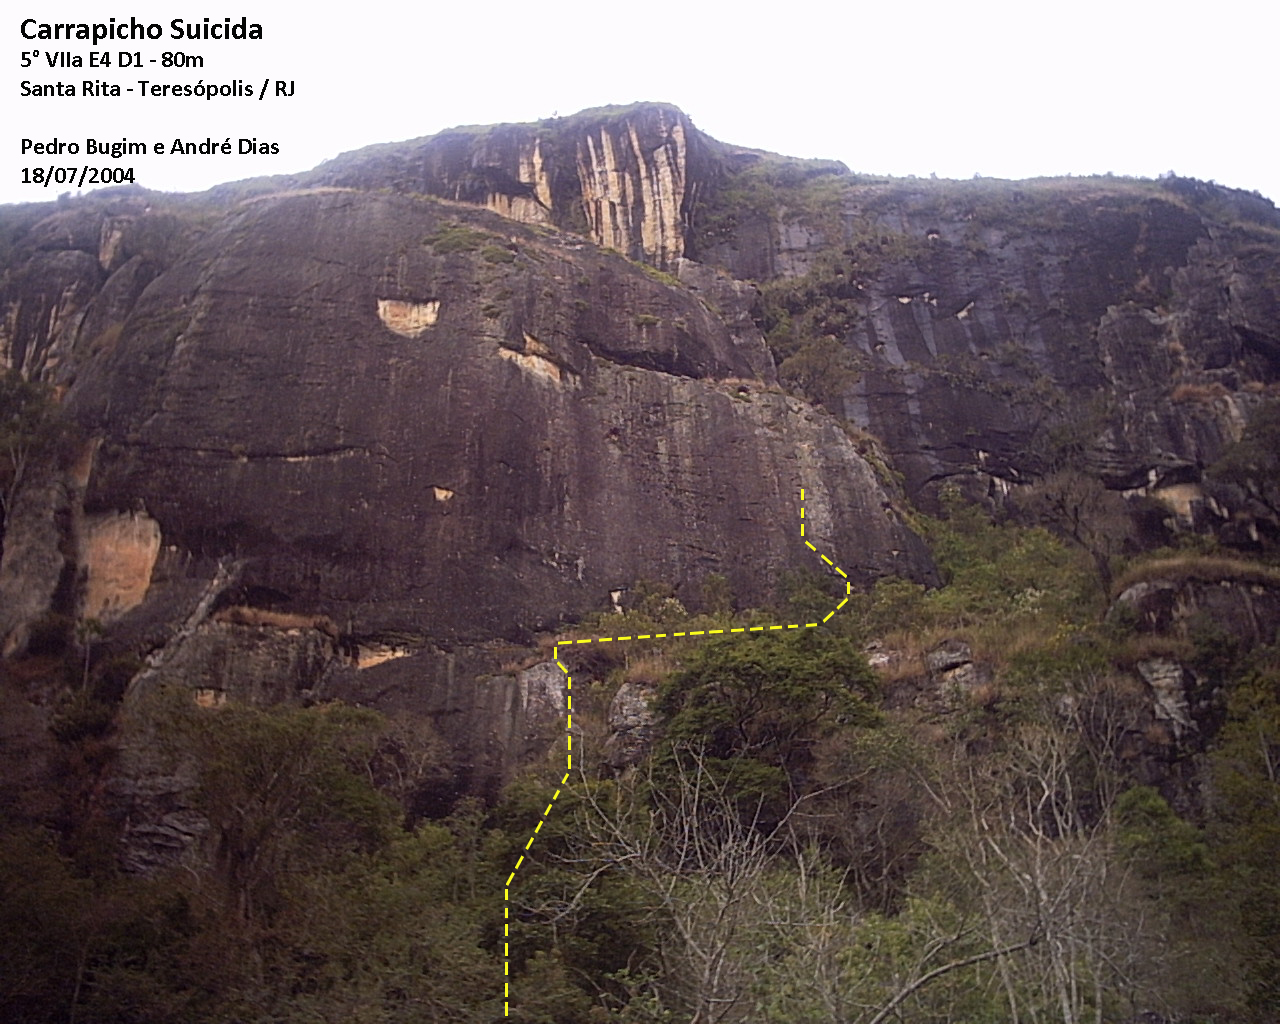 Carrapicho Suicida
5° VIIa E4 D1 - 80m
Santa Rita - Teresópolis / RJ
Pedro Bugim e André Dias
18/07/2004